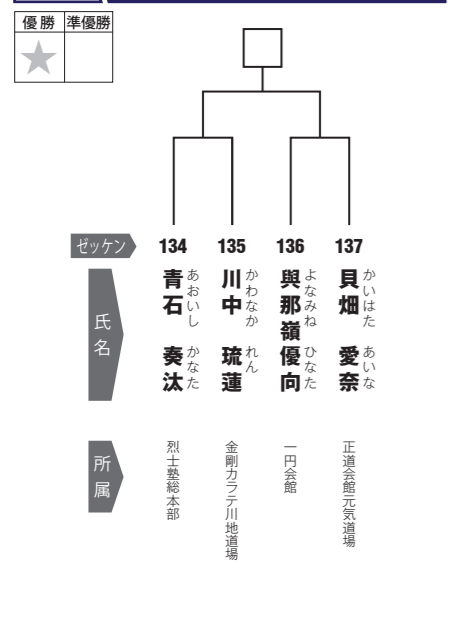 優勝 準優勝
★
ゼッケン 134 135 136 137
氏名
青石 奏汰
あおいし かなた
川中 琉蓮
かわなか れん
與那嶺 優向
よなみね ひなた
貝畑 愛奈
かいはた あいな
所属
烈士塾総本部
金剛カラテ川地道場
一円会館
正道会館元気道場